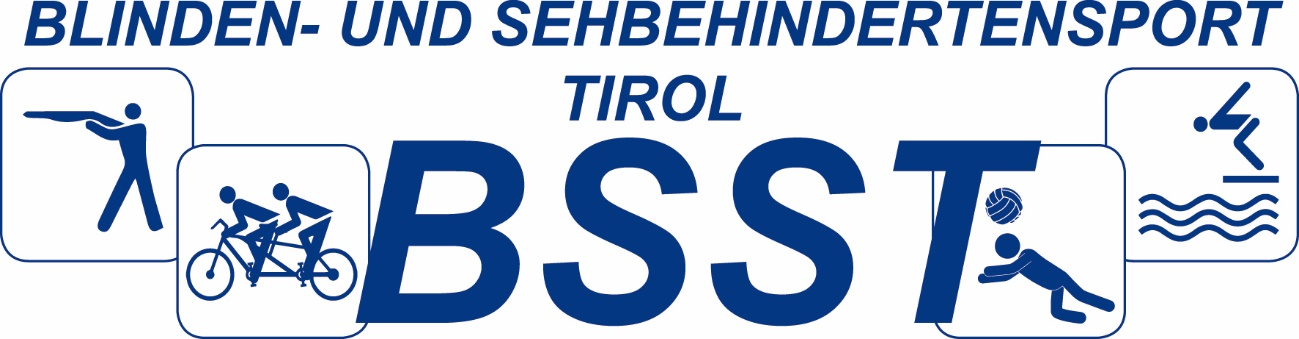 BLINDEN- UND SEHBEHINDERTENSPORT
TIROL
BSST